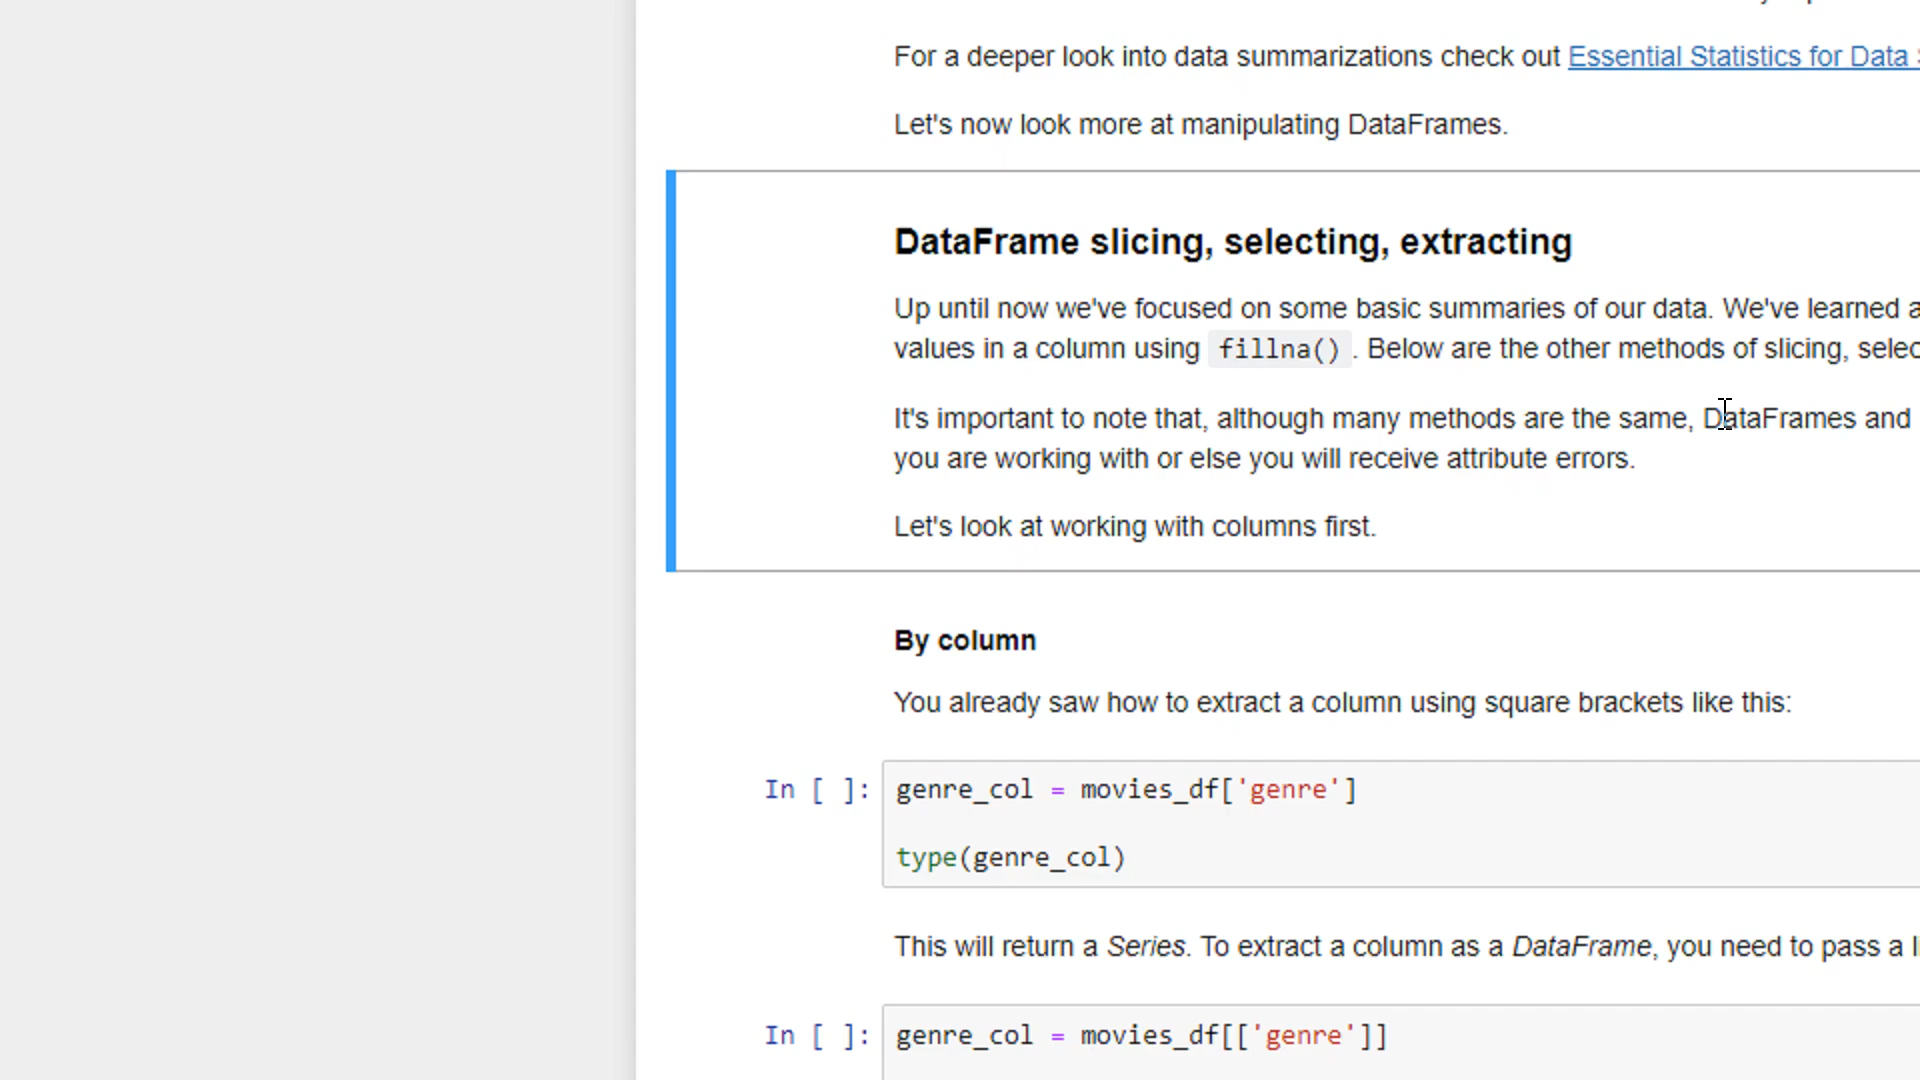 For a deeper look into data summarizations check out Essential Statistics for Data
Let's now look more at manipulating DataFrames.
DataFrame slicing, selecting, extracting
Up until now we've focused on some basic summaries of our data. We've learned
values in a column using fillna(). Below are the other methods of slicing,
It's important to note that, although many methods are the same, DataFrames and
you are working with or else you will receive attribute errors.
Let's look at working with columns first.
By column
You already saw how to extract a column using square brackets like this:
In [ ]: genre_col = movies_df['genre']
type(genre_col)
This will return a Series. To extract a column as a DataFrame, you need to pass a
In [ ]: genre_col = movies_df[['genre']]